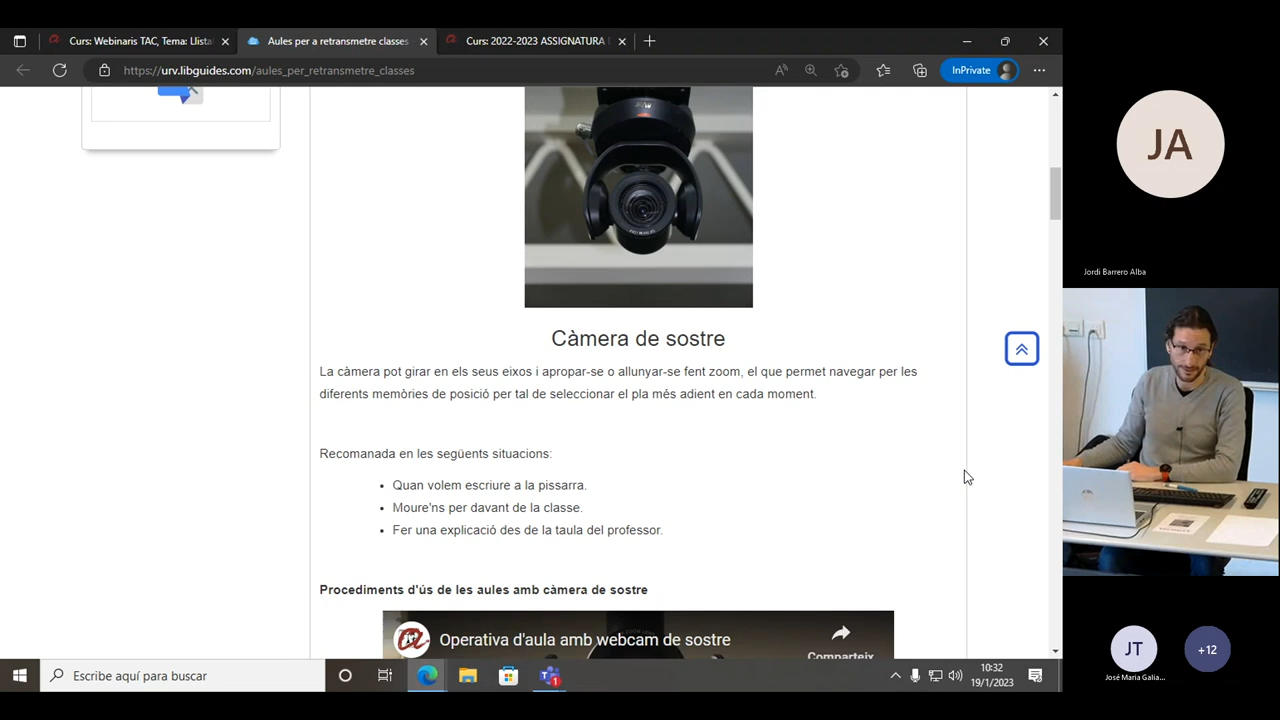 Curs: Webinaris TAC, Tema: Llista
Aules per a retransmetre classes
Curs: 2022-2023 ASSIGNATURA
https://urv.libguides.com/aules_per_retransmetre_classes
InPrivate
JA
Jordi Barrero Alba
Càmera de sostre
La càmera pot girar en els seus eixos i apropar-se o allunyar-se fent zoom, el que permet navegar per les
diferents memòries de posició per tal de seleccionar el pla més adient en cada moment.
Recomanada en les següents situacions:
• Quan volem escriure a la pissarra.
• Moure'ns per davant de la classe.
• Fer una explicació des de la taula del professor.
Procediments d'ús de les aules amb càmera de sostre
Operativa d'aula amb webcam de sostre
Comparteix
JT
+12
José Maria Galia...
Escribe aquí para buscar
1
10:32
19/1/2023